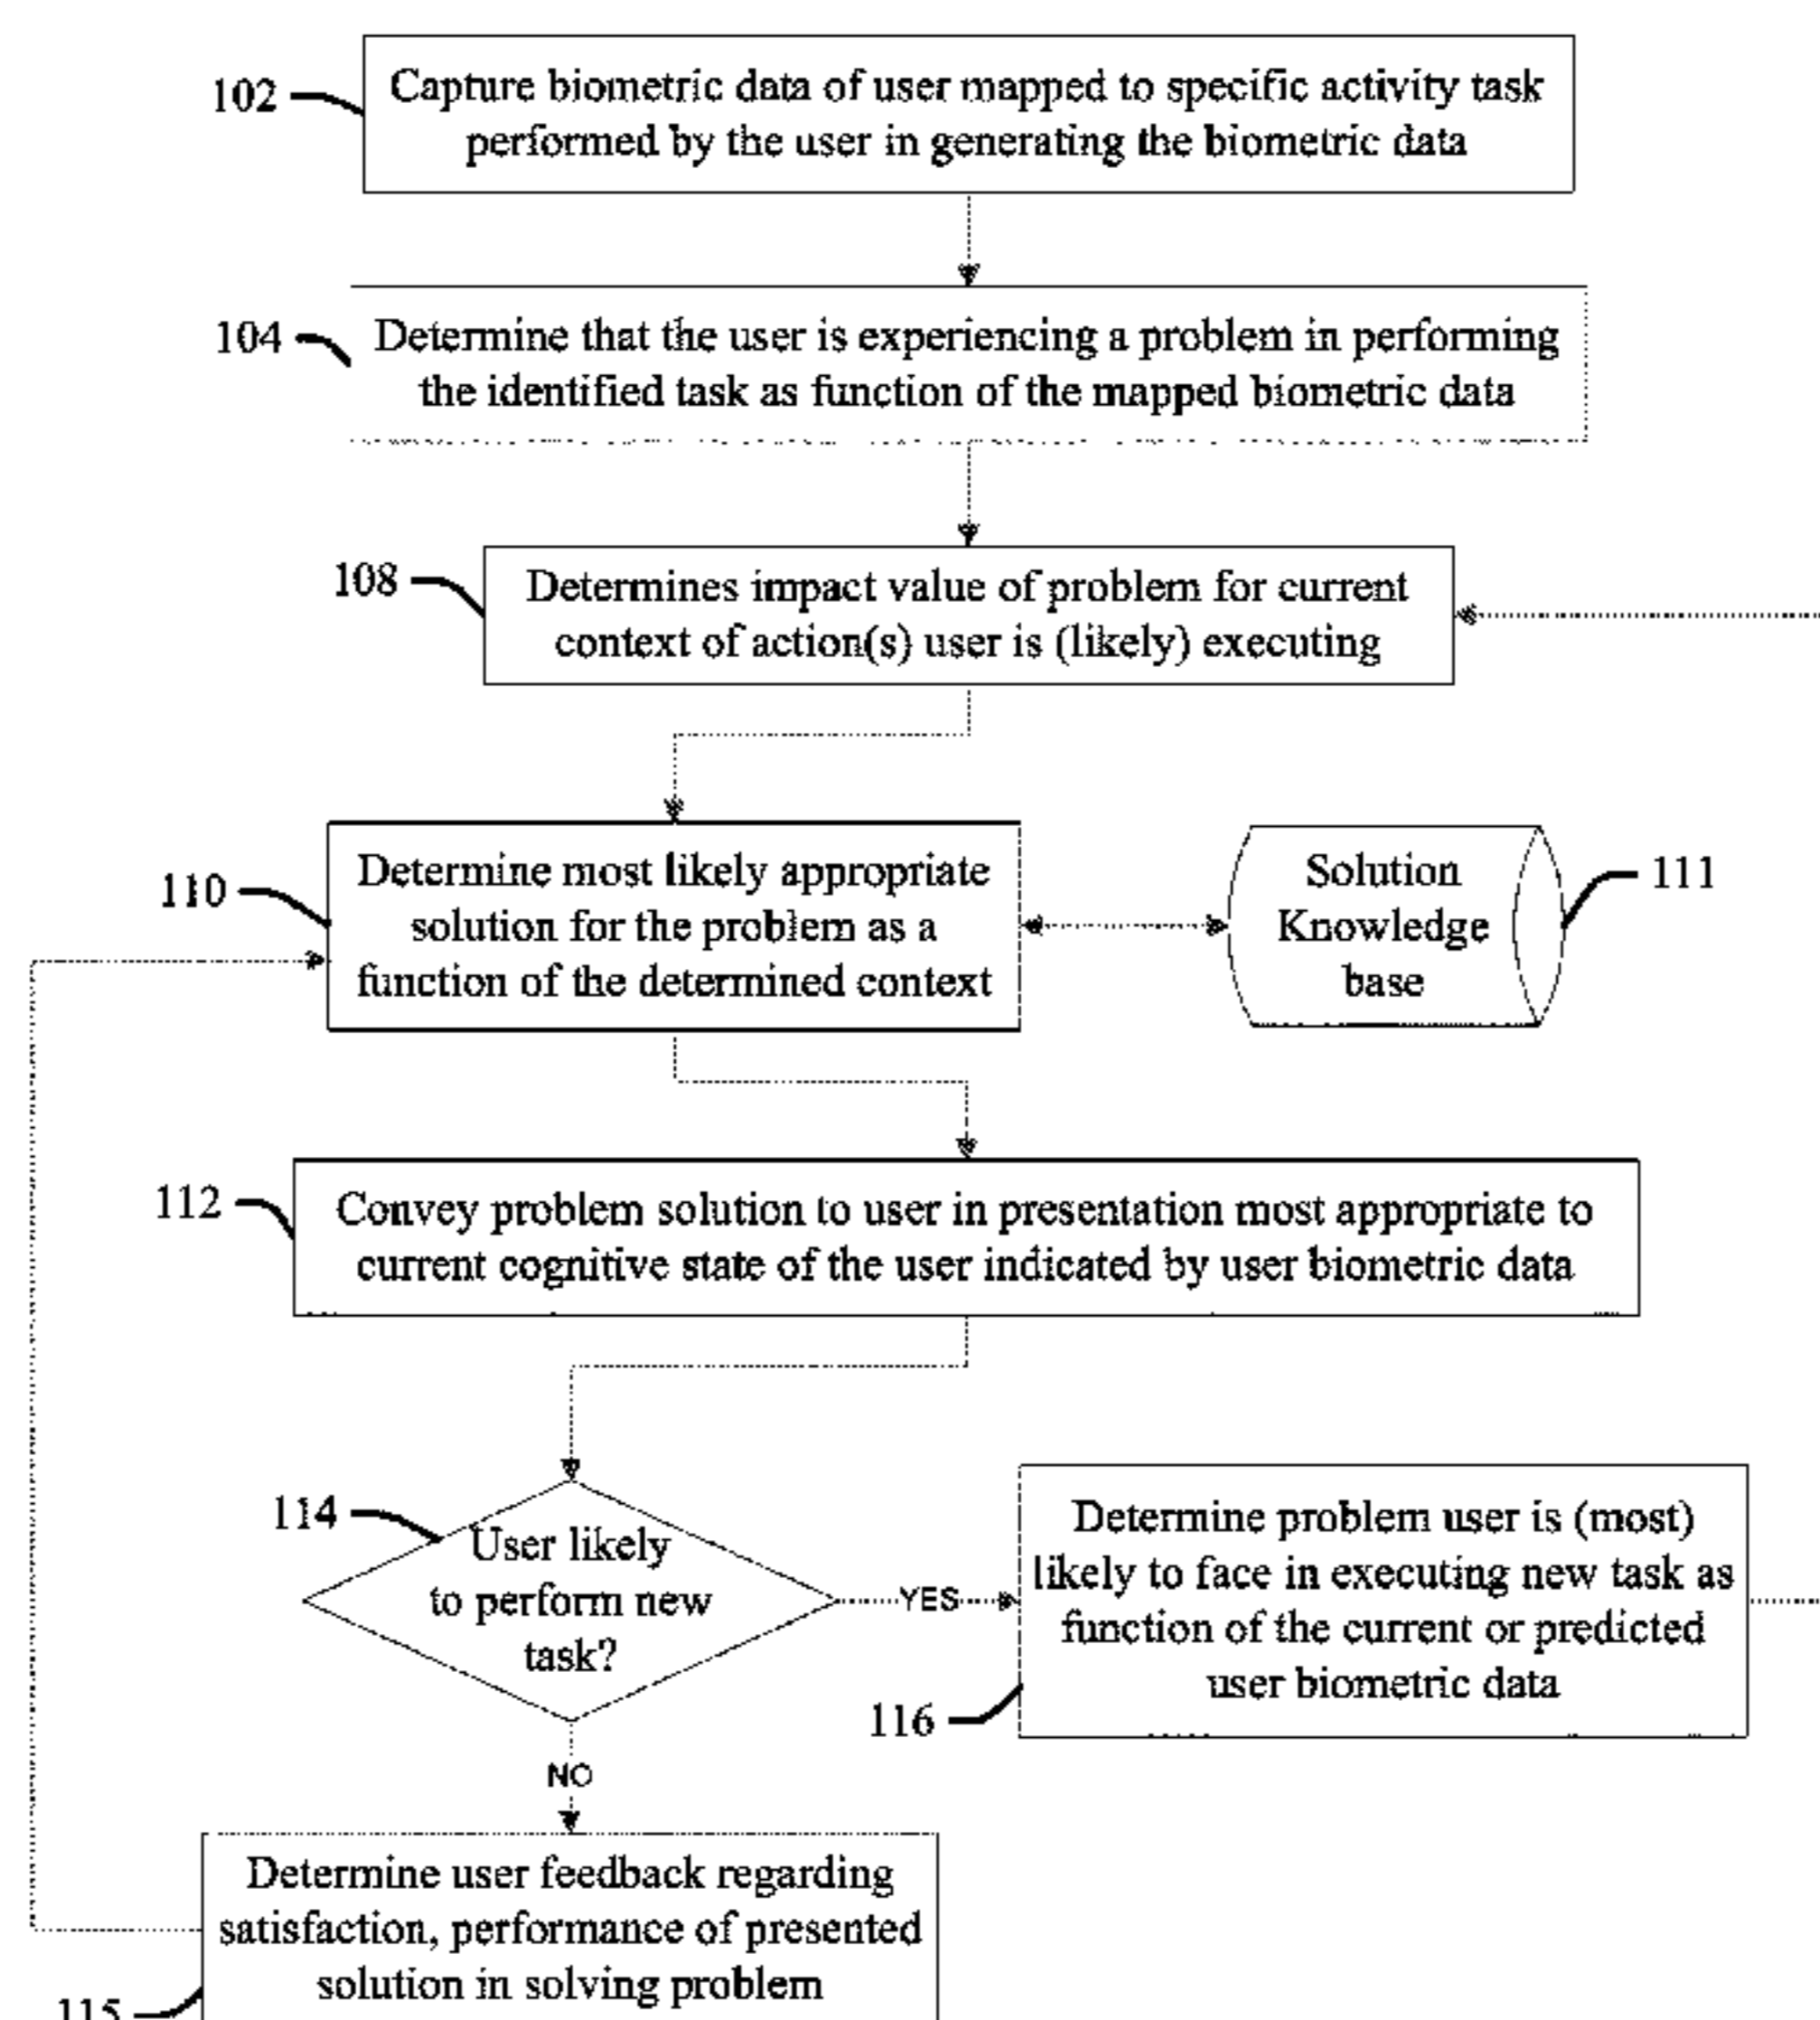 102
Capture biometric data of user mapped to specific activity task
performed by the user in generating the biometric data
104
Determine that the user is experiencing a problem in performing
the identified task as function of the mapped biometric data
108
Determines impact value of problem for current
context of action(s) user is (likely) executing
110
Determine most likely appropriate
solution for the problem as a
function of the determined context
Solution
Knowledge
base
111
112
Convey problem solution to user in presentation most appropriate to
current cognitive state of the user indicated by user biometric data
114
User likely
to perform new
task?
YES
Determine problem user is (most)
likely to face in executing new task as
function of the current or predicted
user biometric data
116
NO
Determine user feedback regarding
satisfaction, performance of presented
solution in solving problem
115